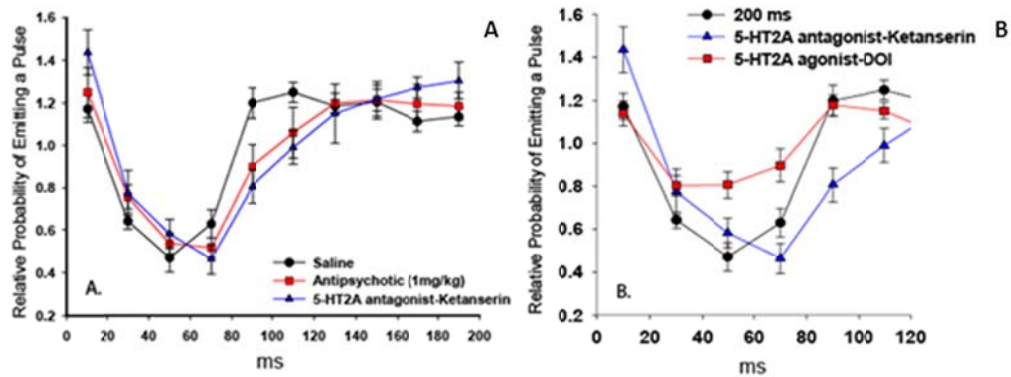 A
1.6
1.4
1.2
1.0
0.8
0.6
0.4
0.2
Relative Probability of Emitting a Pulse
A.
Saline
Antipsychotic (1mg/kg)
5-HT2A antagonist-Ketanserin
0 20 40 60 80 100 120 140 160 180 200
ms
B
200 ms
5-HT2A antagonist-Ketanserin
5-HT2A agonist-DOI
1.6
1.4
1.2
1.0
0.8
0.6
0.4
0.2
Relative Probability of Emitting a Pulse
B.
0 20 40 60 80 100 120
ms